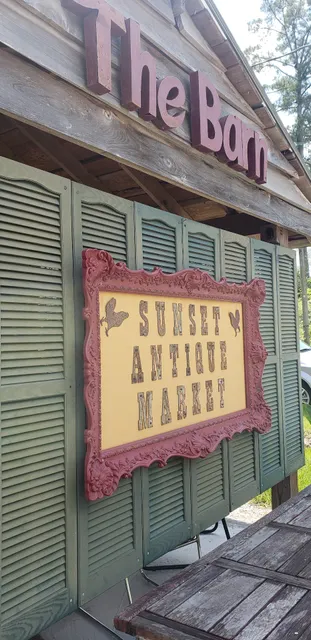 The Barn
SUNSET
ANTIQUE
MARKET